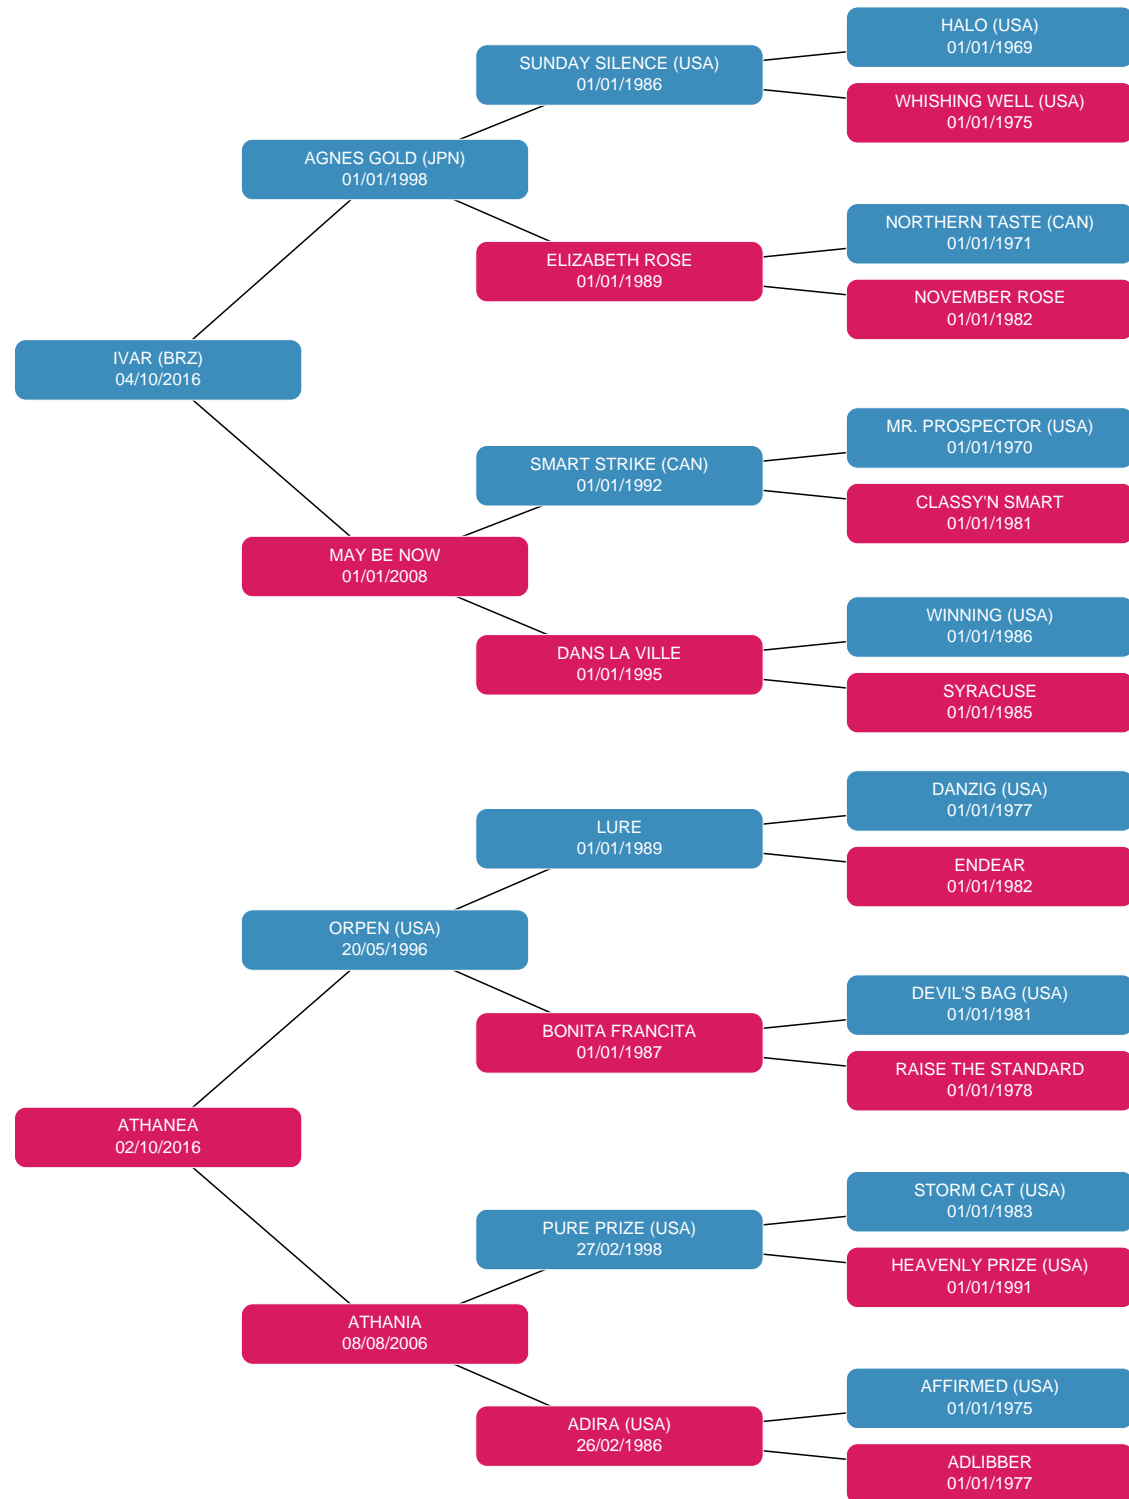 HALO (USA)
01/01/1969
SUNDAY SILENCE (USA)
01/01/1986
WHISHING WELL (USA)
01/01/1975
AGNES GOLD (JPN)
01/01/1998
NORTHERN TASTE (CAN)
01/01/1971
ELIZABETH ROSE
01/01/1989
NOVEMBER ROSE
01/01/1982
IVAR (BRZ)
04/10/2016
MR. PROSPECTOR (USA)
01/01/1970
SMART STRIKE (CAN)
01/01/1992
CLASSY'N SMART
01/01/1981
MAY BE NOW
01/01/2008
WINNING (USA)
01/01/1986
DANS LA VILLE
01/01/1995
SYRACUSE
01/01/1985
DANZIG (USA)
01/01/1977
LURE
01/01/1989
ENDEAR
01/01/1982
ORPEN (USA)
20/05/1996
DEVIL'S BAG (USA)
01/01/1981
BONITA FRANCITA
01/01/1987
RAISE THE STANDARD
01/01/1978
ATHANEA
02/10/2016
STORM CAT (USA)
01/01/1983
PURE PRIZE (USA)
27/02/1998
HEAVENLY PRIZE (USA)
01/01/1991
ATHANIA
08/08/2006
AFFIRMED (USA)
01/01/1975
ADIRA (USA)
26/02/1986
ADLIBBER
01/01/1977